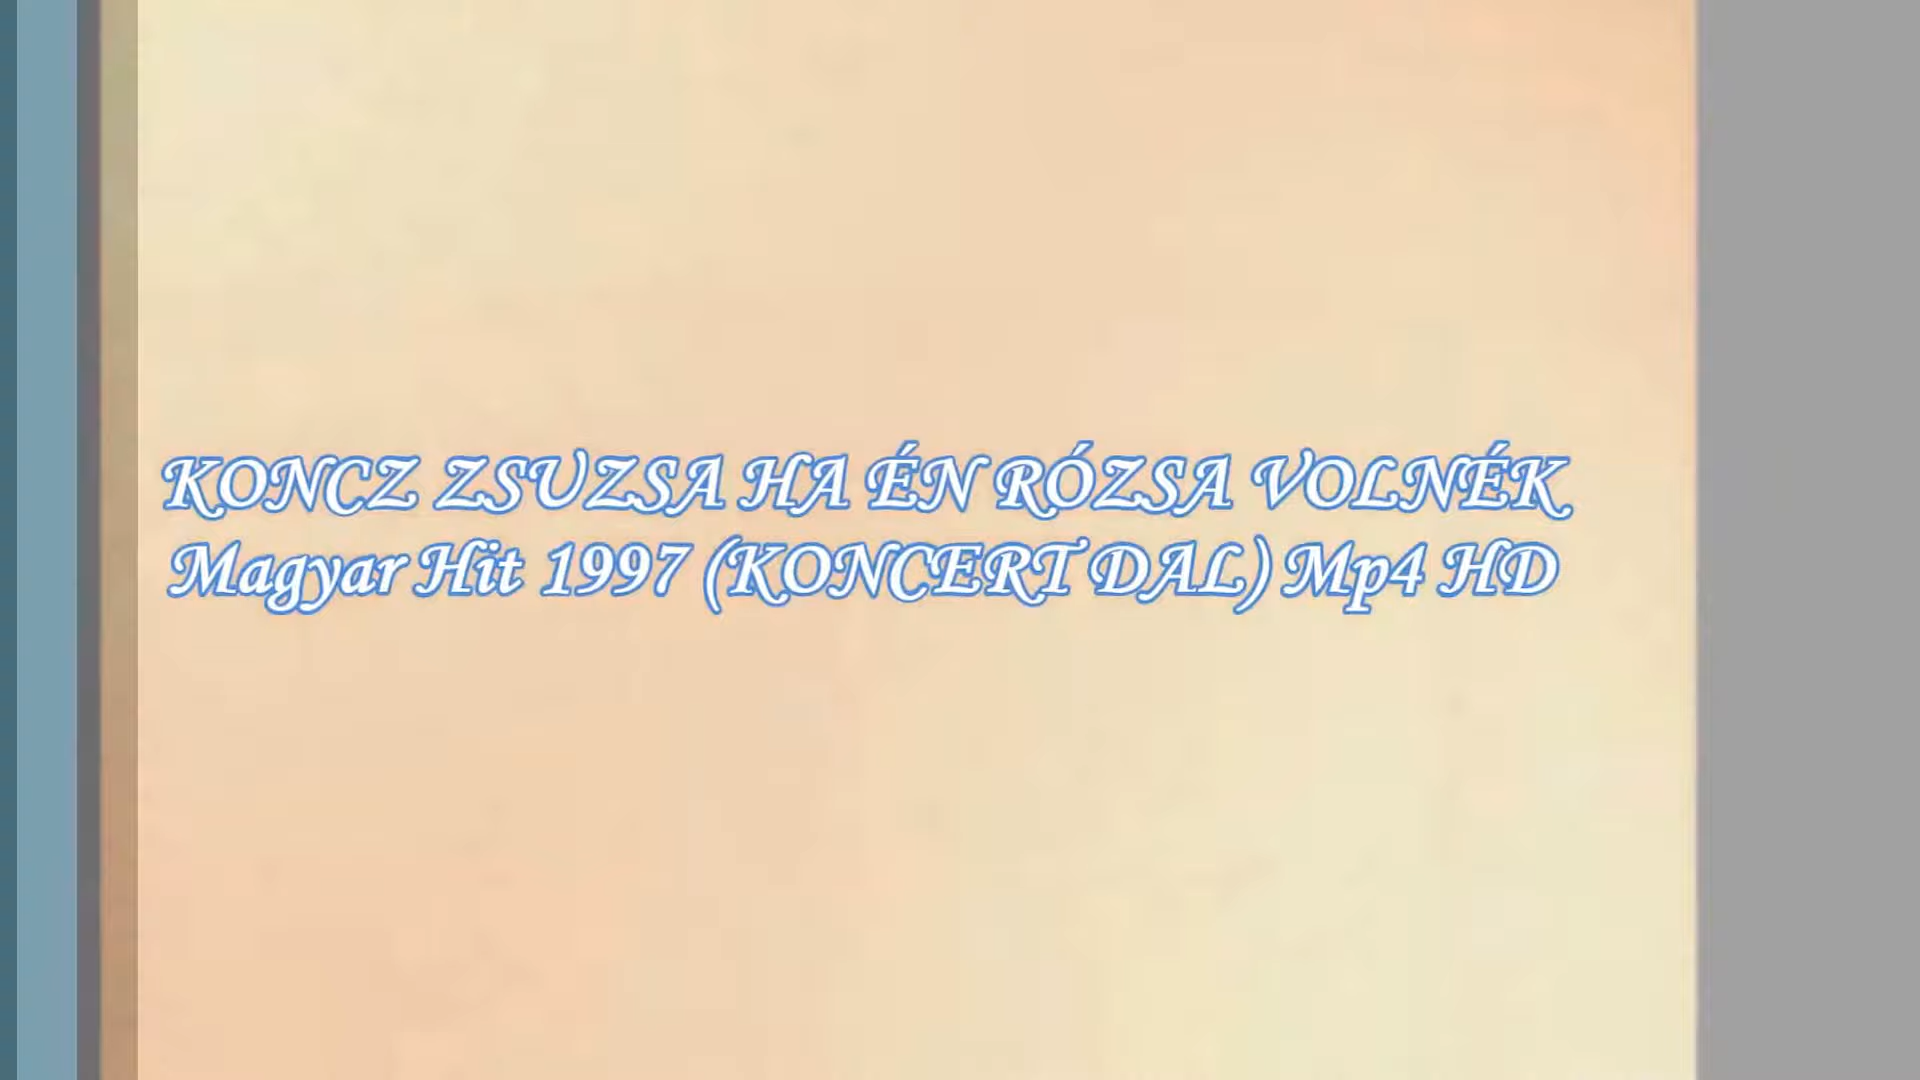 KONCZ ZSUZSA HA ÉN RÓZSA VOLNÉK
Magyar Hit 1997 (KONCERT DAL) Mp4 HD